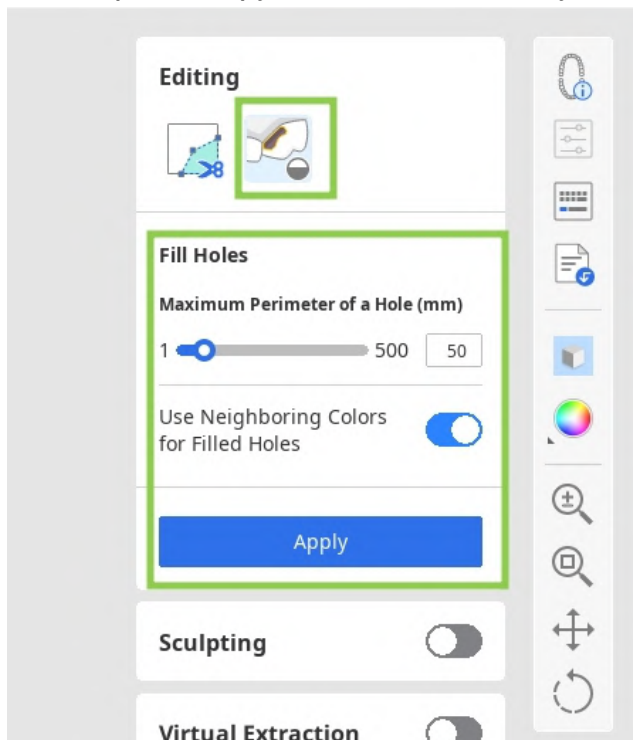 Editing
Fill Holes
Maximum Perimeter of a Hole (mm)
1 500 50
Use Neighboring Colors
for Filled Holes
Apply
Sculpting
Virtual Extraction